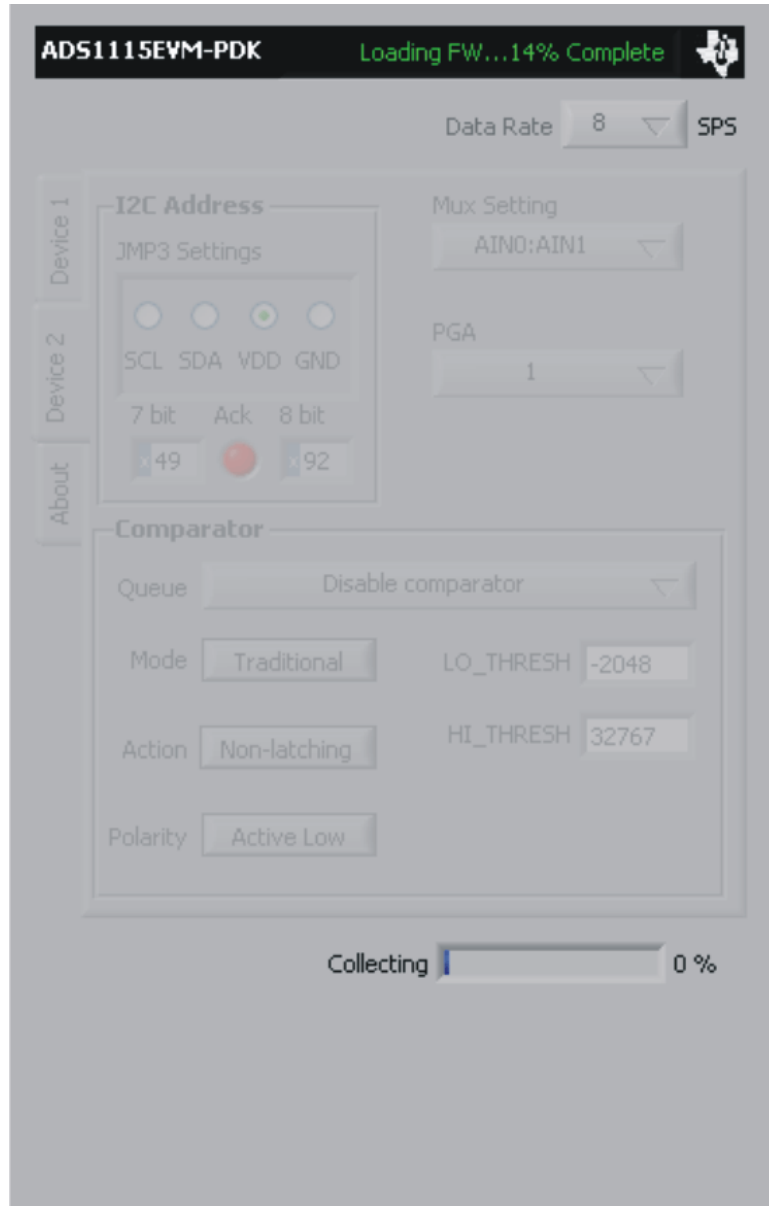 ADS1115EVM-PDK Loading FW...14% Complete
Data Rate 8 SPS
Device 1
Device 2
About
I2C Address
JMP3 Settings
SCL SDA VDD GND
7 bit Ack 8 bit
x 49 x 92
Mux Setting
AIN0:AIN1
PGA
1
Comparator
Queue Disable comparator
Mode Traditional LO_THRESH -2048
Action Non-latching HI_THRESH 32767
Polarity Active Low
Collecting 0 %